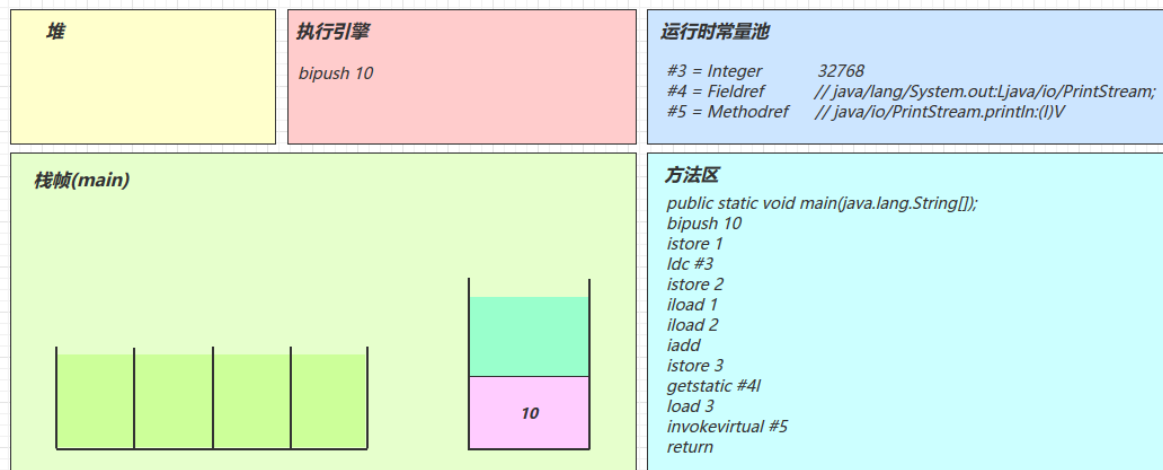 堆
执行引擎
bipush 10
运行时常量池
#3 = Integer 32768
#4 = Fieldref // java/lang/System.out:Ljava/io/PrintStream;
#5 = Methodref // java/io/PrintStream.println:(I)V
栈帧(main)
10
方法区
public static void main(java.lang.String[]);
bipush 10
istore 1
ldc #3
istore 2
iload 1
iload 2
iadd
istore 3
getstatic #4I
load 3
invokevirtual #5
return